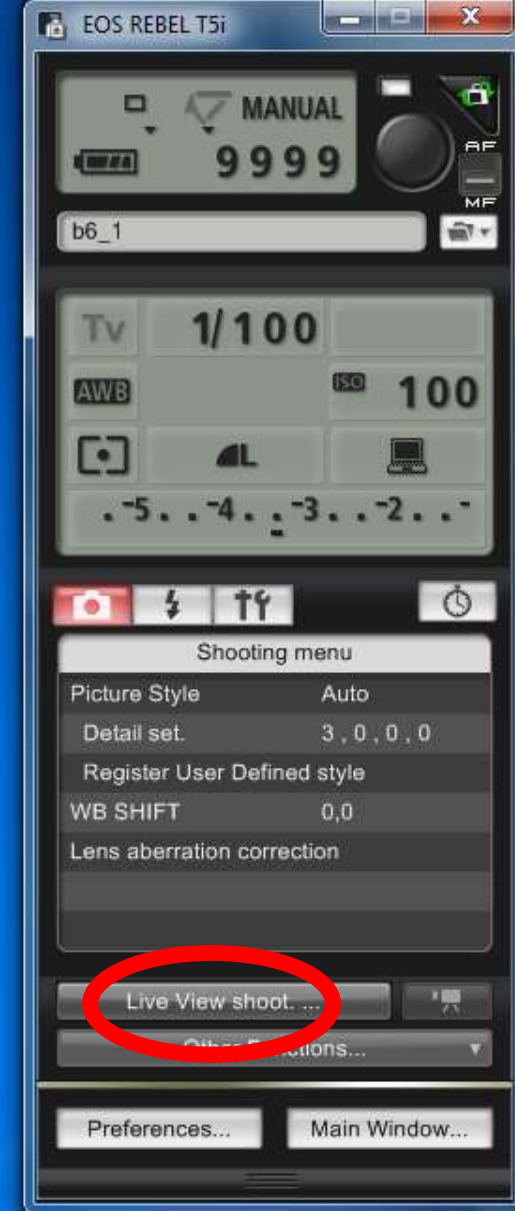 EOS REBEL T5i
MANUAL
9999
AF
MF
b6_1
Tv 1/100
AWB ISO 100
L
. -5 . . -4 . . -3 . . -2 . . -
Shooting menu
Picture Style Auto
Detail set. 3 , 0 , 0 , 0
Register User Defined style
WB SHIFT 0,0
Lens aberration correction
Live View shoot. ...
Other Functions...
Preferences... Main Window...